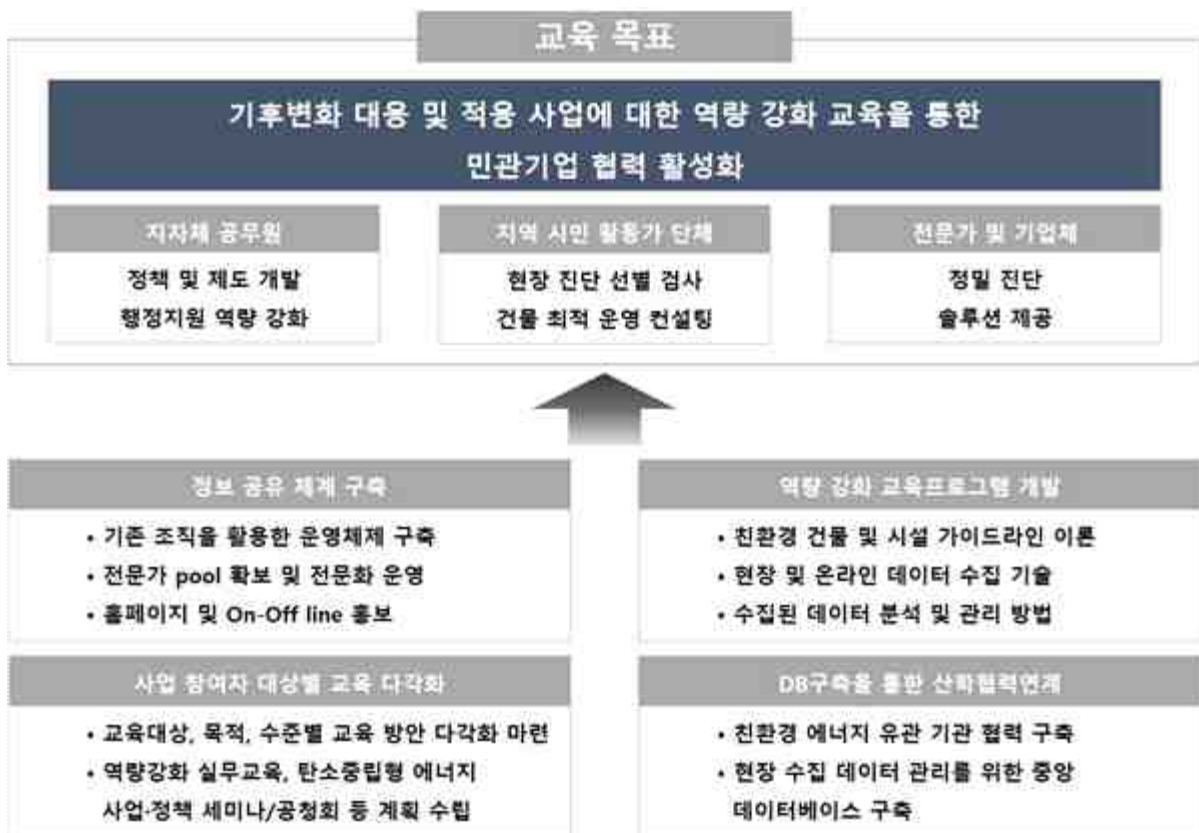 교육 목표
기후변화 대응 및 적용 사업에 대한 역량 강화 교육을 통한
민관기업 협력 활성화
지자체 공무원
정책 및 제도 개발
행정지원 역량 강화
지역 시민 활동가 단체
현장 진단 선별 검사
건물 최적 운영 컨설팅
전문가 및 기업체
정밀 진단
솔루션 제공
정보 공유 체계 구축
• 기존 조직을 활용한 운영체제 구축
• 전문가 pool 확보 및 전문화 운영
• 홈페이지 및 On-Off line 홍보
역량 강화 교육프로그램 개발
• 친환경 건물 및 시설 가이드라인 이론
• 현장 및 온라인 데이터 수집 기술
• 수집된 데이터 분석 및 관리 방법
사업 참여자 대상별 교육 다각화
• 교육대상, 목적, 수준별 교육 방안 다각화 마련
• 역량강화 실무교육, 탄소중립형 에너지
사업·정책 세미나/공청회 등 계획 수립
DB구축을 통한 산학협력연계
• 친환경 에너지 유관 기관 협력 구축
• 현장 수집 데이터 관리를 위한 중앙
데이터베이스 구축